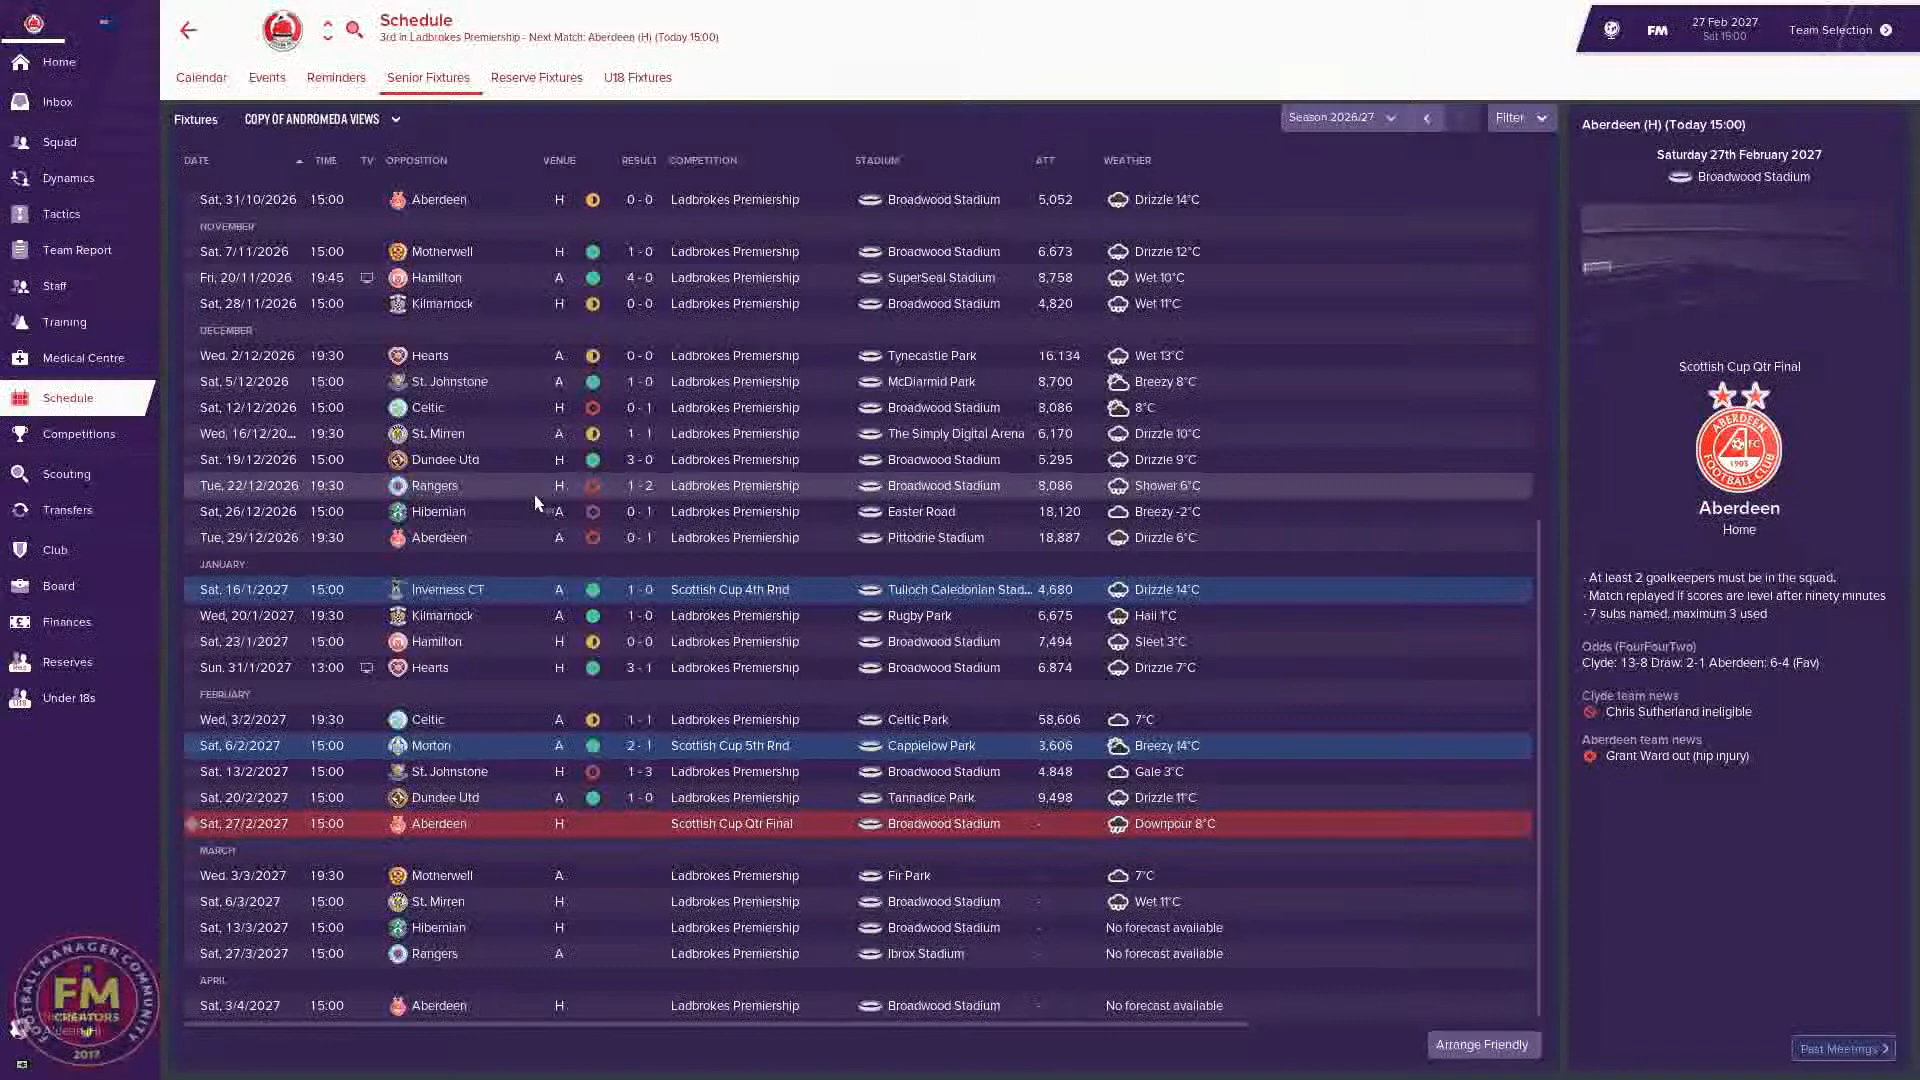 Schedule
3rd in Ladbrokes Premiership - Next Match: Aberdeen (H) (Today 15:00)
FM
27 Feb 2027
Sat 15:00
Team Selection
Calendar Events Reminders Senior Fixtures Reserve Fixtures U18 Fixtures
Home
Inbox
Squad
Dynamics
Tactics
Team Report
Staff
Training
Medical Centre
Schedule
Competitions
Scouting
Transfers
Club
Board
Finances
Reserves
Under 18s
Fixtures COPY OF ANDROMEDA VIEWS
Season 2026/27
Filter
DATE TIME TV OPPOSITION VENUE RESULT COMPETITION STADIUM ATT WEATHER
Sat, 31/10/2026 15:00 Aberdeen H 0 - 0 Ladbrokes Premiership Broadwood Stadium 5,052 Drizzle 14°C
NOVEMBER
Sat. 7/11/2026 15:00 Motherwell H 1 - 0 Ladbrokes Premiership Broadwood Stadium 6.673 Drizzle 12°C
Fri, 20/11/2026 19:45 Hamilton A 4 - 0 Ladbrokes Premiership SuperSeal Stadium 8,758 Wet 10°C
Sat, 28/11/2026 15:00 Kilmarnock H 0 - 0 Ladbrokes Premiership Broadwood Stadium 4,820 Wet 11°C
DECEMBER
Wed. 2/12/2026 19:30 Hearts A 0 - 0 Ladbrokes Premiership Tynecastle Park 16.134 Wet 13°C
Sat, 5/12/2026 15:00 St. Johnstone A 1 - 0 Ladbrokes Premiership McDiarmid Park 8,700 Breezy 8°C
Sat, 12/12/2026 15:00 Celtic H 0 - 1 Ladbrokes Premiership Broadwood Stadium 8,086 8°C
Wed, 16/12/20... 19:30 St. Mirren A 1 - 1 Ladbrokes Premiership The Simply Digital Arena 6,170 Drizzle 10°C
Sat. 19/12/2026 15:00 Dundee Utd H 3 - 0 Ladbrokes Premiership Broadwood Stadium 5.295 Drizzle 9°C
Tue, 22/12/2026 19:30 Rangers H 1 - 2 Ladbrokes Premiership Broadwood Stadium 8,086 Shower 6°C
Sat, 26/12/2026 15:00 Hibernian A 0 - 1 Ladbrokes Premiership Easter Road 18,120 Breezy -2°C
Tue, 29/12/2026 19:30 Aberdeen A 0 - 1 Ladbrokes Premiership Pittodrie Stadium 18,887 Drizzle 6°C
JANUARY
Sat. 16/1/2027 15:00 Inverness CT A 1 - 0 Scottish Cup 4th Rnd Tulloch Caledonian Stad... 4,680 Drizzle 14°C
Wed, 20/1/2027 19:30 Kilmarnock A 1 - 0 Ladbrokes Premiership Rugby Park 6,675 Hail 1°C
Sat, 23/1/2027 15:00 Hamilton H 0 - 0 Ladbrokes Premiership Broadwood Stadium 7,494 Sleet 3°C
Sun. 31/1/2027 13:00 Hearts H 3 - 1 Ladbrokes Premiership Broadwood Stadium 6.874 Drizzle 7°C
FEBRUARY
Wed, 3/2/2027 19:30 Celtic A 1 - 1 Ladbrokes Premiership Celtic Park 58,606 7°C
Sat, 6/2/2027 15:00 Morton A 2 - 1 Scottish Cup 5th Rnd Cappielow Park 3,606 Breezy 14°C
Sat. 13/2/2027 15:00 St. Johnstone H 1 - 3 Ladbrokes Premiership Broadwood Stadium 4.848 Gale 3°C
Sat, 20/2/2027 15:00 Dundee Utd A 1 - 0 Ladbrokes Premiership Tannadice Park 9,498 Drizzle 11°C
Sat, 27/2/2027 15:00 Aberdeen H Scottish Cup Qtr Final Broadwood Stadium - Downpour 8°C
MARCH
Wed. 3/3/2027 19:30 Motherwell A Ladbrokes Premiership Fir Park 7°C
Sat, 6/3/2027 15:00 St. Mirren H Ladbrokes Premiership Broadwood Stadium - Wet 11°C
Sat, 13/3/2027 15:00 Hibernian H Ladbrokes Premiership Broadwood Stadium - No forecast available
Sat, 27/3/2027 15:00 Rangers A Ladbrokes Premiership Ibrox Stadium - No forecast available
APRIL
Sat, 3/4/2027 15:00 Aberdeen H Ladbrokes Premiership Broadwood Stadium - No forecast available
Arrange Friendly
Aberdeen (H) (Today 15:00)
Saturday 27th February 2027
Broadwood Stadium
Scottish Cup Qtr Final
ABERDEEN
FC
1903
FOOTBALL CLUB
Aberdeen
Home
- At least 2 goalkeepers must be in the squad.
- Match replayed if scores are level after ninety minutes
- 7 subs named, maximum 3 used
Odds (FourFourTwo)
Clyde: 13-8 Draw: 2-1 Aberdeen: 6-4 (Fav)
Clyde team news
Chris Sutherland ineligible
Aberdeen team news
Grant Ward out (hip injury)
Past Meetings
FOOTBALL MANAGER COMMUNITY
FM
CREATORS
2017